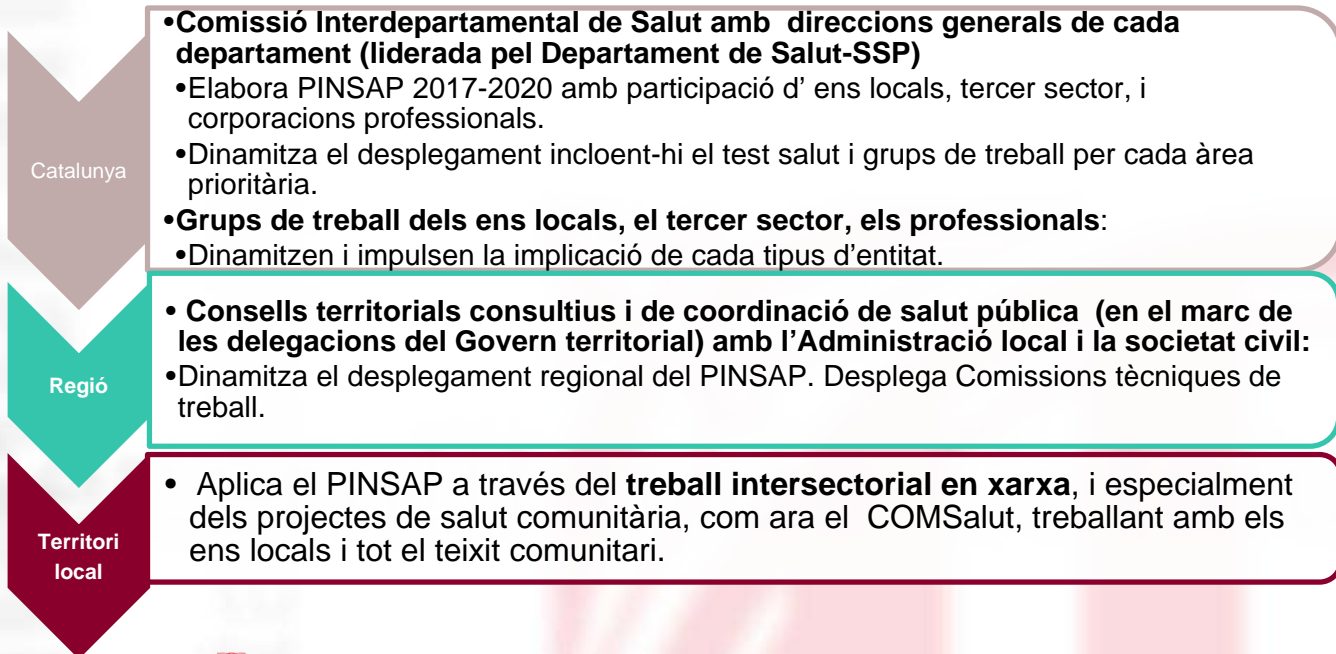 •Comissió Interdepartamental de Salut amb direccions generals de cada
departament (liderada pel Departament de Salut-SSP)
•Elabora PINSAP 2017-2020 amb participació d’ ens locals, tercer sector, i
corporacions professionals.
•Dinamitza el desplegament incloent-hi el test salut i grups de treball per cada àrea
prioritària.
•Grups de treball dels ens locals, el tercer sector, els professionals:
•Dinamitzen i impulsen la implicació de cada tipus d’entitat.
Catalunya
• Consells territorials consultius i de coordinació de salut pública (en el marc de
les delegacions del Govern territorial) amb l’Administració local i la societat civil:
•Dinamitza el desplegament regional del PINSAP. Desplega Comissions tècniques de
treball.
Regió
• Aplica el PINSAP a través del treball intersectorial en xarxa, i especialment
dels projectes de salut comunitària, com ara el COMSalut, treballant amb els
ens locals i tot el teixit comunitari.
Territori
local